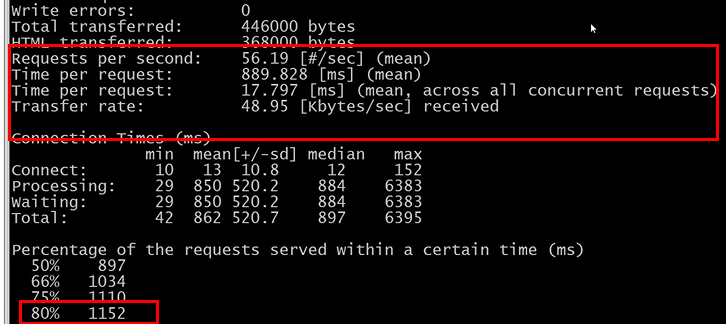 Write errors: 0
Total transferred: 446000 bytes
HTML transferred: 368000 bytes
Requests per second: 56.19 [#/sec] (mean)
Time per request: 889.828 [ms] (mean)
Time per request: 17.797 [ms] (mean, across all concurrent requests)
Transfer rate: 48.95 [Kbytes/sec] received
Connection Times (ms)
min mean[+/-sd] median max
Connect: 10 13 10.8 12 152
Processing: 29 850 520.2 884 6383
Waiting: 29 850 520.2 884 6383
Total: 42 862 520.7 897 6395
Percentage of the requests served within a certain time (ms)
50% 897
66% 1034
75% 1110
80% 1152